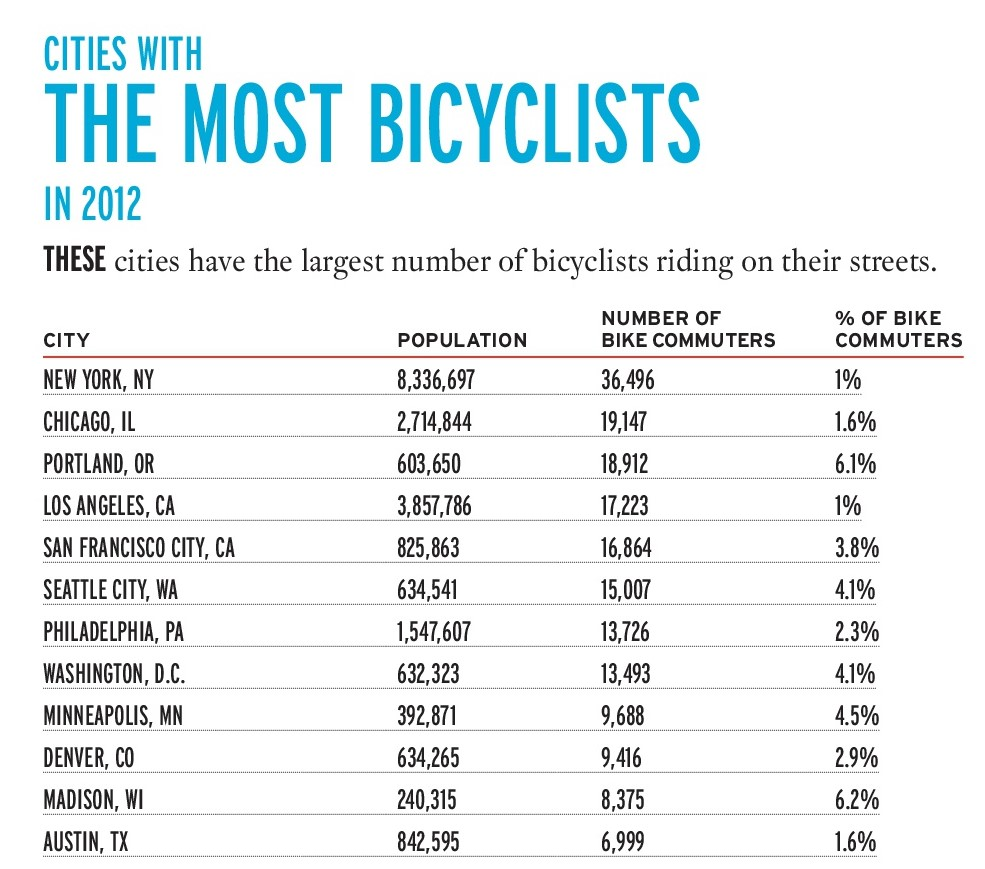 CITIES WITH
THE MOST BICYCLISTS
IN 2012
THESE cities have the largest number of bicyclists riding on their streets.
CITY POPULATION NUMBER OF BIKE COMMUTERS % OF BIKE COMMUTERS
NEW YORK, NY 8,336,697 36,496 1%
CHICAGO, IL 2,714,844 19,147 1.6%
PORTLAND, OR 603,650 18,912 6.1%
LOS ANGELES, CA 3,857,786 17,223 1%
SAN FRANCISCO CITY, CA 825,863 16,864 3.8%
SEATTLE CITY, WA 634,541 15,007 4.1%
PHILADELPHIA, PA 1,547,607 13,726 2.3%
WASHINGTON, D.C. 632,323 13,493 4.1%
MINNEAPOLIS, MN 392,871 9,688 4.5%
DENVER, CO 634,265 9,416 2.9%
MADISON, WI 240,315 8,375 6.2%
AUSTIN, TX 842,595 6,999 1.6%